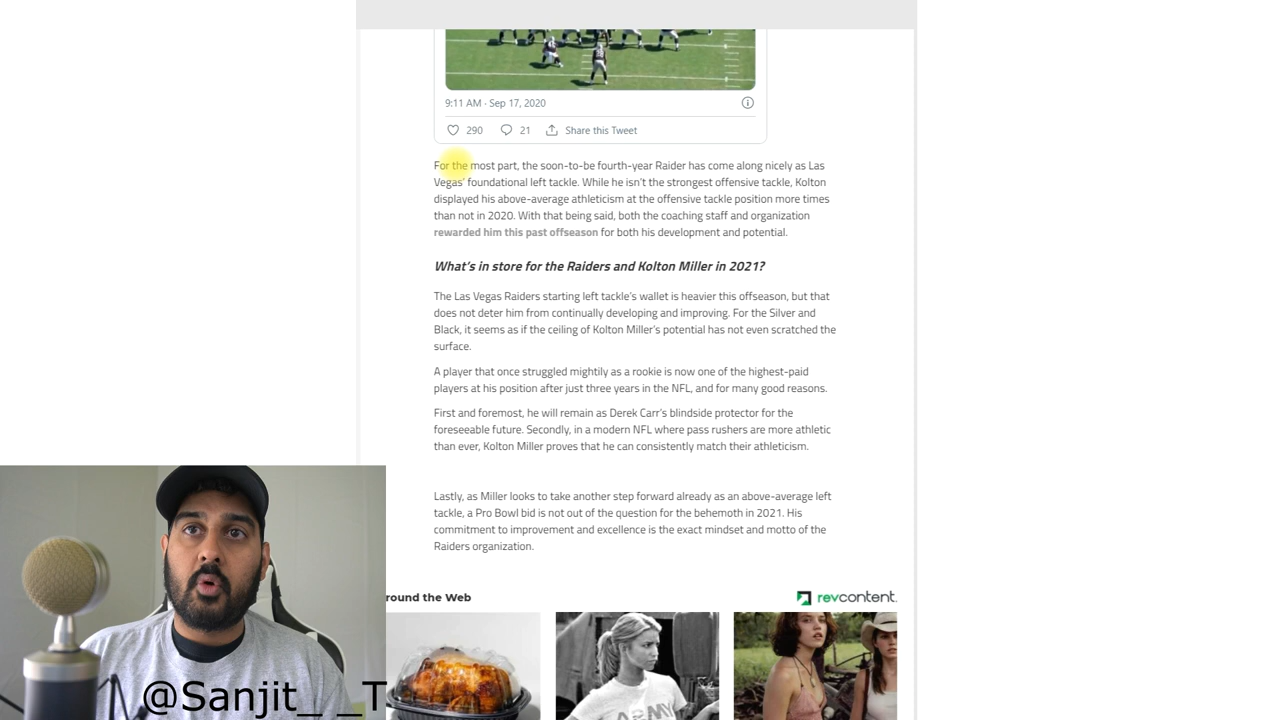 9:11 AM · Sep 17, 2020
290 21 Share this Tweet
For the most part, the soon-to-be fourth-year Raider has come along nicely as Las
Vegas' foundational left tackle. While he isn't the strongest offensive tackle, Kolton
displayed his above-average athleticism at the offensive tackle position more times
than not in 2020. With that being said, both the coaching staff and organization
rewarded him this past offseason for both his development and potential.
What's in store for the Raiders and Kolton Miller in 2021?
The Las Vegas Raiders starting left tackle's wallet is heavier this offseason, but that
does not deter him from continually developing and improving. For the Silver and
Black, it seems as if the ceiling of Kolton Miller's potential has not even scratched the
surface.
A player that once struggled mightily as a rookie is now one of the highest-paid
players at his position after just three years in the NFL, and for many good reasons.
First and foremost, he will remain as Derek Carr's blindside protector for the
foreseeable future. Secondly, in a modern NFL where pass rushers are more athletic
than ever, Kolton Miller proves that he can consistently match their athleticism.
Lastly, as Miller looks to take another step forward already as an above-average left
tackle, a Pro Bowl bid is not out of the question for the behemoth in 2021. His
commitment to improvement and excellence is the exact mindset and motto of the
Raiders organization.
round the Web
revcontent.
ARMY
@Sanjit_ _T